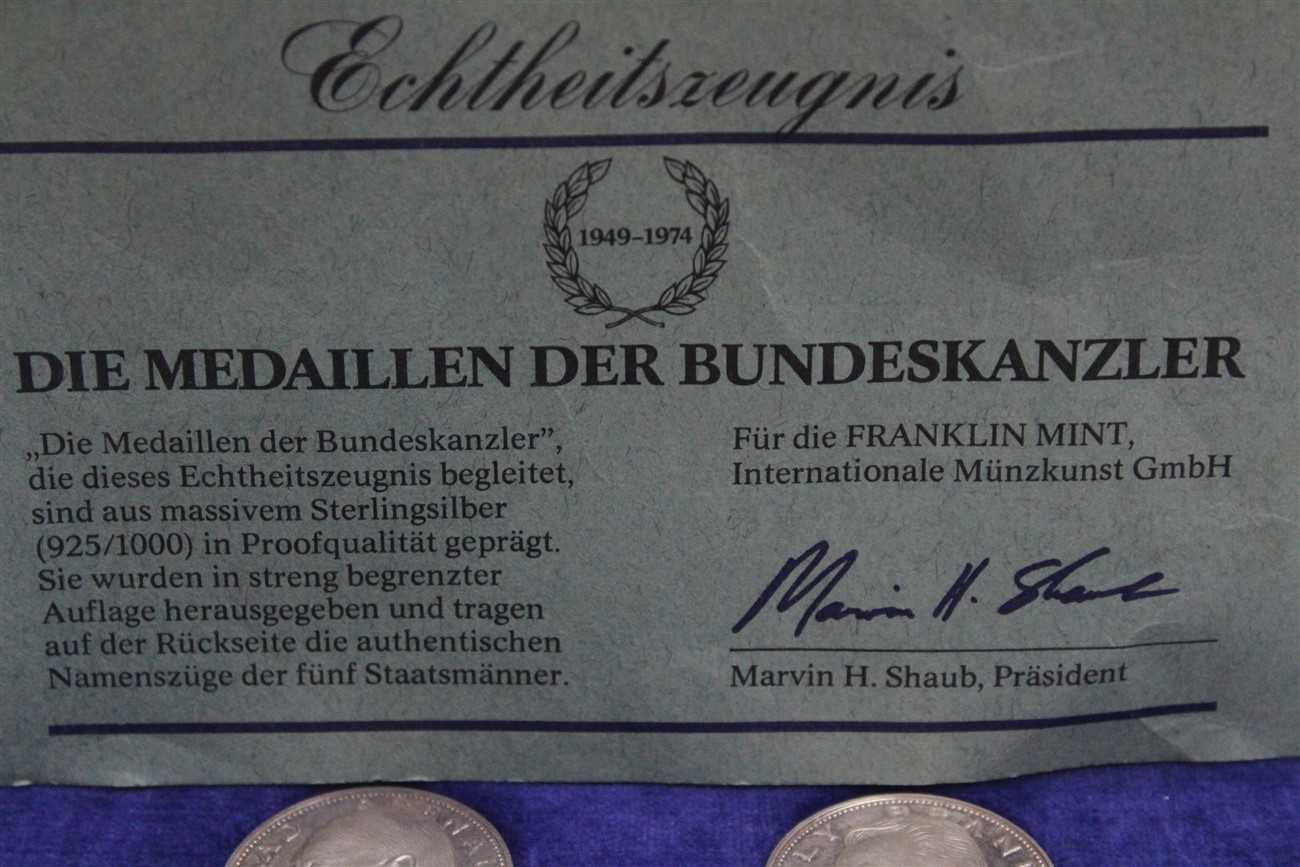 Echtheitszeugnis
1949–1974
DIE MEDAILLEN DER BUNDESKANZLER
„Die Medaillen der Bundeskanzler”,
die dieses Echtheitszeugnis begleitet,
sind aus massivem Sterlingsilber
(925/1000) in Proofqualität geprägt.
Sie wurden in streng begrenzter
Auflage herausgegeben und tragen
auf der Rückseite die authentischen
Namenszüge der fünf Staatsmänner.
Für die FRANKLIN MINT,
Internationale Münzkunst GmbH
Marvin H. Shaub
Marvin H. Shaub, Präsident